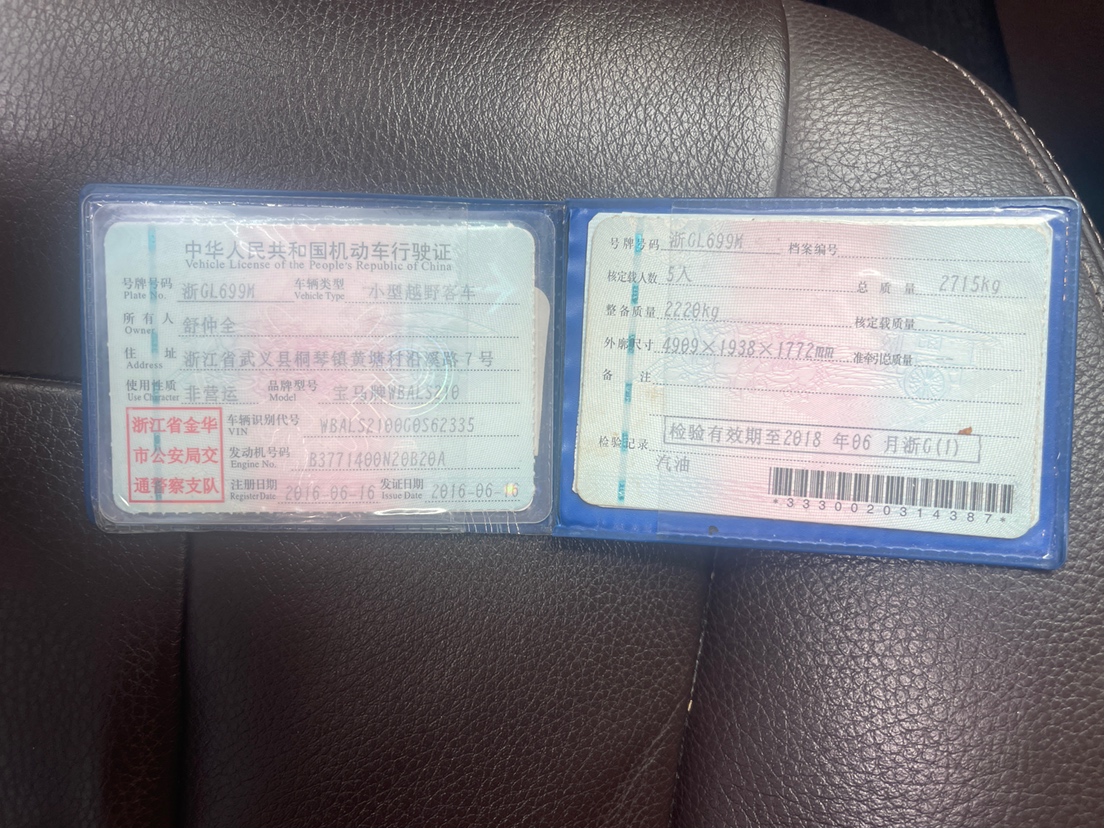 中华人民共和国机动车行驶证
Vehicle License of the People's Republic of China
号牌号码 浙GL699M 车辆类型 小型越野客车
Plate No. Vehicle Type
所有人 舒仲全
Owner
住址 浙江省武义县桐琴镇黄塘村沿溪路7号
Address
使用性质 非营运 品牌型号 宝马牌WBALS210
Use Character Model
浙江省金华
市公安局交
通警察支队
车辆识别代号 WBALS2100G0S62335
VIN
发动机号码 B3771400N20B20A
Engine No.
注册日期 2016-06-16 发证日期 2016-06-16
Register Date Issue Date
号牌号码 浙GL699M 档案编号
核定载人数 5人 总质量 2715kg
整备质量 2220kg 核定载质量 --
外廓尺寸 4909×1938×1772mm 准牵引总质量 --
备注
检验记录 检验有效期至2018年06月浙G(1)
汽油
*3330020314387*